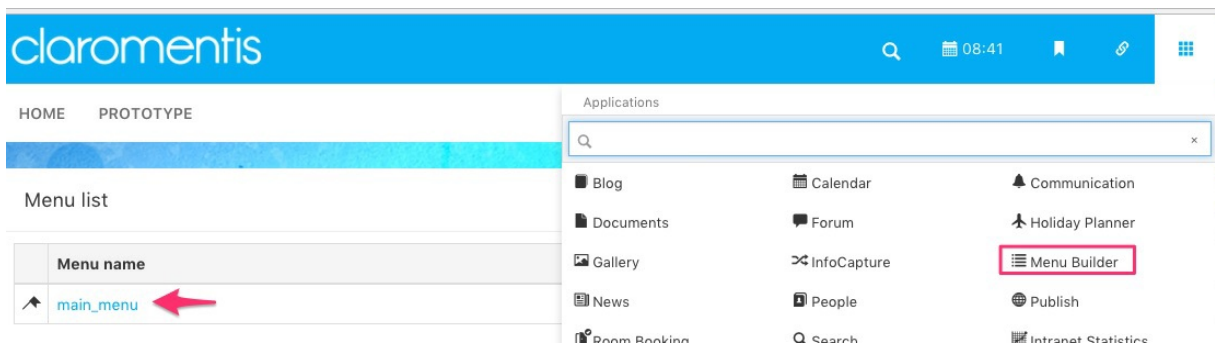 claromentis
08:41
HOME PROTOTYPE
Applications
Menu list
Menu name
main_menu
Blog Calendar Communication
Documents Forum Holiday Planner
Gallery InfoCapture Menu Builder
News People Publish
Room Booking Search Intranet Statistics